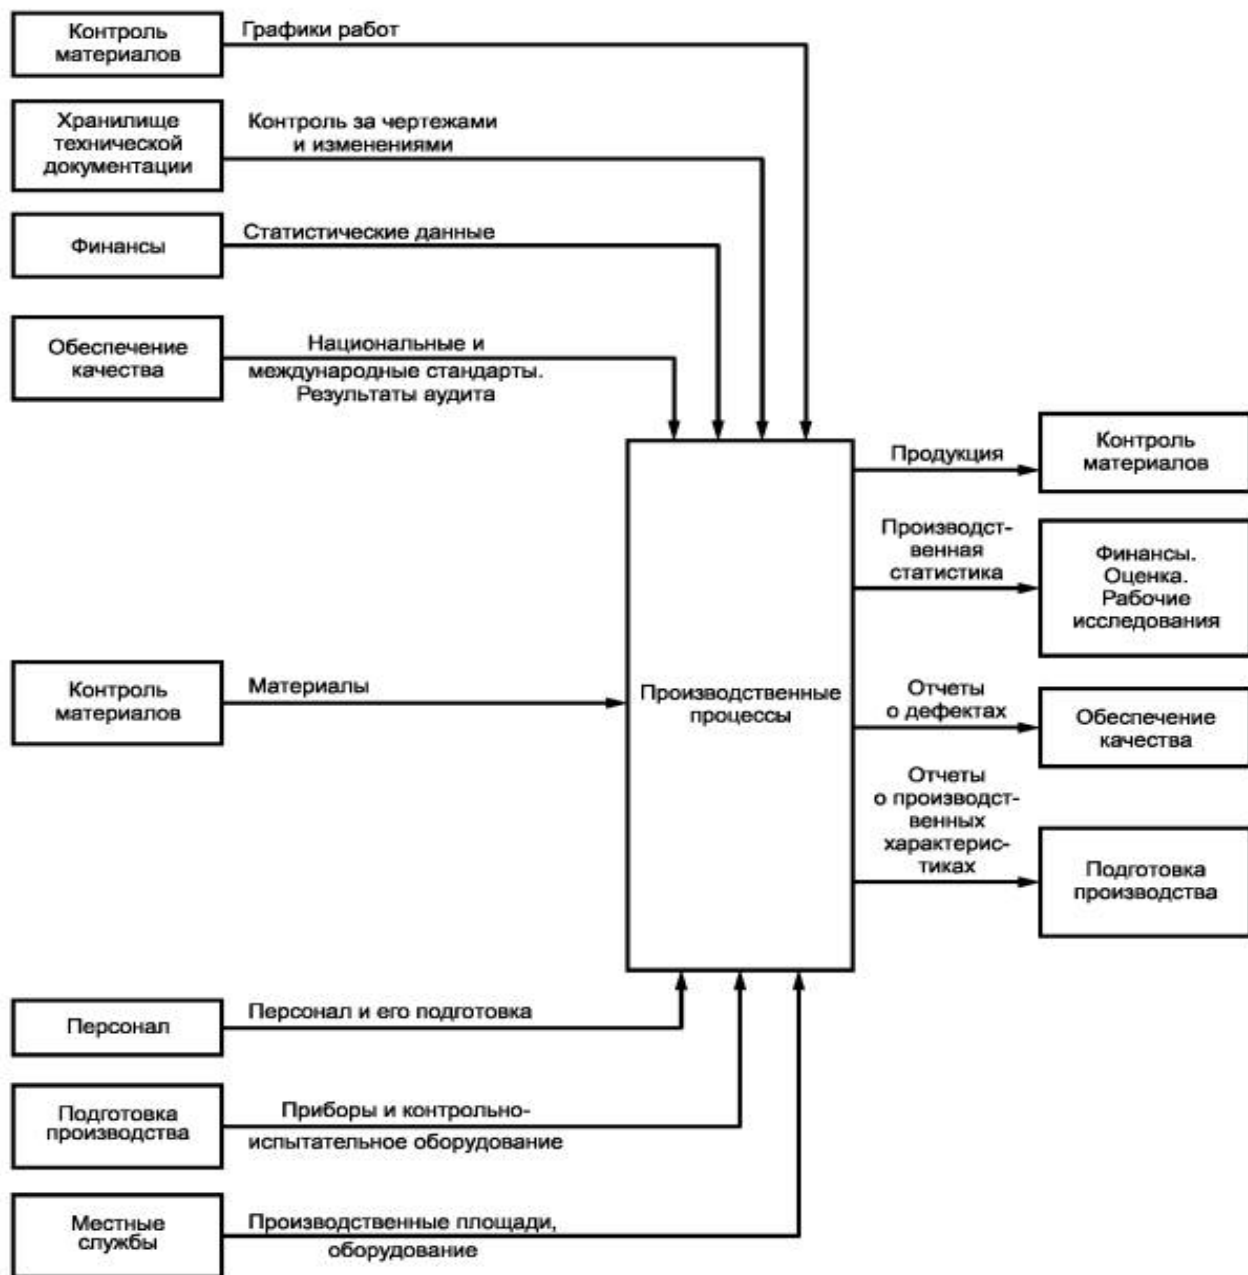 Контроль
материалов
Графики работ
Хранилище
технической
документации
Контроль за чертежами
и изменениями
Финансы
Статистические данные
Обеспечение
качества
Национальные и
международные стандарты.
Результаты аудита
Контроль
материалов
Материалы
Производственные
процессы
Продукция
Контроль
материалов
Производст-
венная
статистика
Финансы.
Оценка.
Рабочие
исследования
Отчеты
о дефектах
Обеспечение
качества
Отчеты
о производст-
венных
характерис-
тиках
Подготовка
производства
Персонал
Персонал и его подготовка
Подготовка
производства
Приборы и контрольно-
испытательное оборудование
Местные
службы
Производственные площади,
оборудование